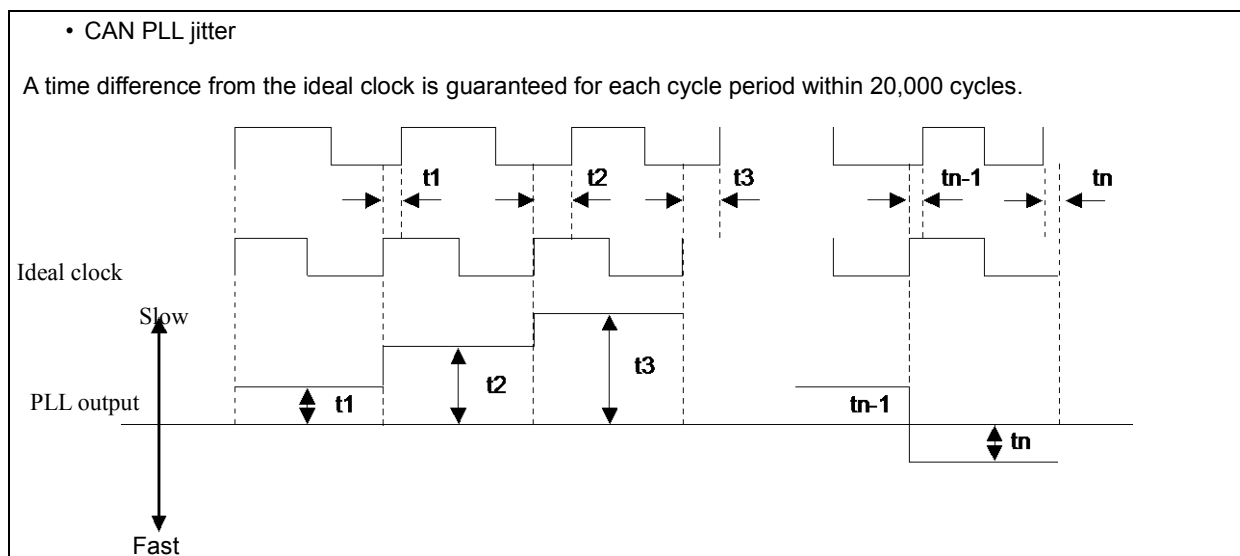 • CAN PLL jitter
A time difference from the ideal clock is guaranteed for each cycle period within 20,000 cycles.
t1
t2
t3
tn-1
tn
Ideal clock
Slow
PLL output
t1
t2
t3
tn-1
tn
Fast